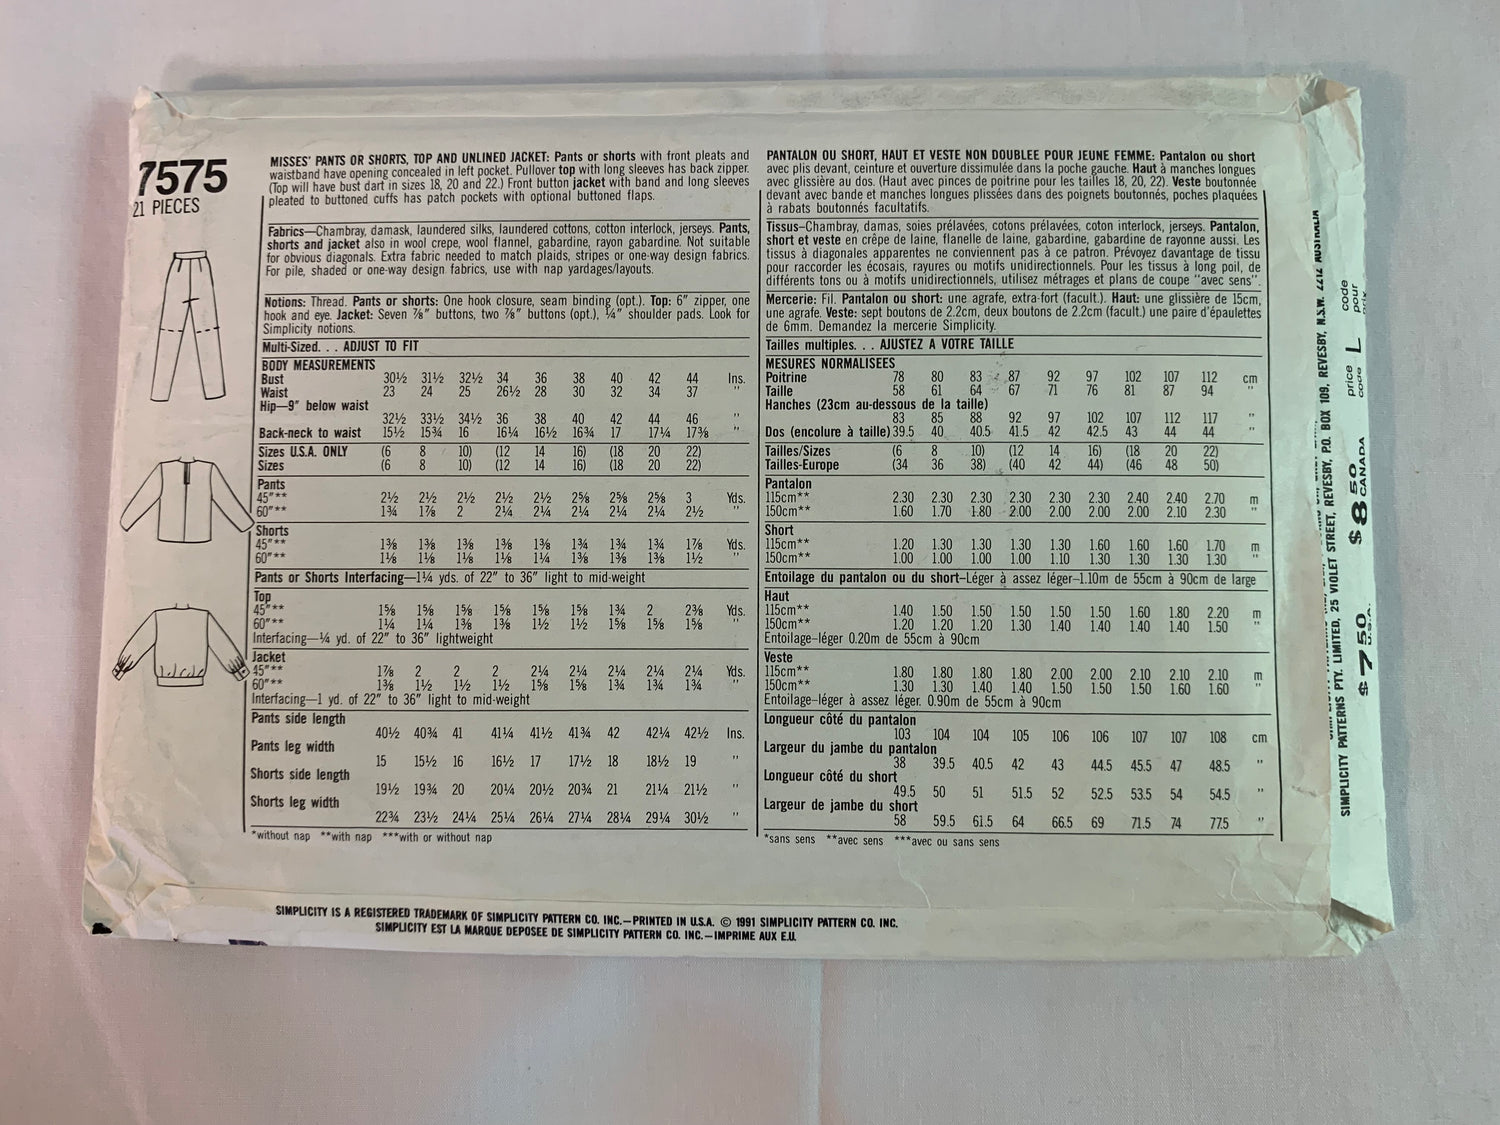 7575
21 PIECES
MISSES' PANTS OR SHORTS, TOP AND UNLINED JACKET: Pants or shorts with front pleats and
waistband have opening concealed in left pocket. Pullover top with long sleeves has back zipper.
(Top will have bust dart in sizes 18, 20 and 22.) Front button jacket with band and long sleeves
pleated to buttoned cuffs has patch pockets with optional buttoned flaps.
Fabrics—Chambray, damask, laundered silks, laundered cottons, cotton interlock, jerseys. Pants,
shorts and jacket also in wool crepe, wool flannel, gabardine, rayon gabardine. Not suitable
for obvious diagonals. Extra fabric needed to match plaids, stripes or one-way design fabrics.
For pile, shaded or one-way design fabrics, use with nap yardages/layouts.
Notions: Thread. Pants or shorts: One hook closure, seam binding (opt.). Top: 6" zipper, one
hook and eye. Jacket: Seven ⅞" buttons, two ⅞" buttons (opt.), ¼" shoulder pads. Look for
Simplicity notions.
Multi-Sized. . . ADJUST TO FIT
BODY MEASUREMENTS
Bust 30½ 31½ 32½ 34 36 38 40 42 44 Ins.
Waist 23 24 25 26½ 28 30 32 34 37 "
Hip—9" below waist
32½ 33½ 34½ 36 38 40 42 44 46 "
Back-neck to waist 15½ 15¾ 16 16¼ 16½ 16¾ 17 17¼ 17⅜ "
Sizes U.S.A. ONLY (6 8 10) (12 14 16) (18 20 22)
Sizes (6 8 10) (12 14 16) (18 20 22)
Pants
45"** 2½ 2½ 2½ 2½ 2½ 2⅝ 2⅝ 2⅝ 3 Yds.
60"** 1¾ 1⅞ 2 2¼ 2¼ 2¼ 2¼ 2¼ 2½ "
Shorts
45"** 1⅜ 1⅜ 1⅜ 1⅜ 1⅜ 1¾ 1¾ 1¾ 1⅞ Yds.
60"** 1⅛ 1⅛ 1⅛ 1⅛ 1¼ 1⅜ 1⅜ 1⅜ 1½ "
Pants or Shorts Interfacing—1¼ yds. of 22" to 36" light to mid-weight
Top
45"** 1⅝ 1⅝ 1⅝ 1⅝ 1⅝ 1⅝ 1¾ 2 2⅜ Yds.
60"** 1¼ 1¼ 1⅜ 1⅜ 1½ 1½ 1⅝ 1⅝ 1⅝ "
Interfacing—¼ yd. of 22" to 36" lightweight
Jacket
45"** 1⅞ 2 2 2 2¼ 2¼ 2¼ 2¼ 2¼ Yds.
60"** 1⅜ 1½ 1½ 1½ 1⅝ 1⅝ 1¾ 1¾ 1¾ "
Interfacing—1 yd. of 22" to 36" light to mid-weight
Pants side length
40½ 40¾ 41 41¼ 41½ 41¾ 42 42¼ 42½ Ins.
Pants leg width
15 15½ 16 16½ 17 17½ 18 18½ 19 "
Shorts side length
19½ 19¾ 20 20¼ 20½ 20¾ 21 21¼ 21½ "
Shorts leg width
22¾ 23½ 24¼ 25¼ 26¼ 27¼ 28¼ 29¼ 30½ "
*without nap **with nap ***with or without nap
PANTALON OU SHORT, HAUT ET VESTE NON DOUBLEE POUR JEUNE FEMME: Pantalon ou short
avec plis devant, ceinture et ouverture dissimulée dans la poche gauche. Haut à manches longues
avec glissière au dos. (Haut avec pinces de poitrine pour les tailles 18, 20, 22). Veste boutonnée
devant avec bande et manches longues plissées dans des poignets boutonnés, poches plaquées
à rabats boutonnés facultatifs.
Tissus—Chambray, damas, soies prélavées, cotons prélavées, coton interlock, jerseys. Pantalon,
short et veste en crêpe de laine, flanelle de laine, gabardine, gabardine de rayonne aussi. Les
tissus à diagonales apparentes ne conviennent pas à ce patron. Prévoyez davantage de tissu
pour raccorder les écosais, rayures ou motifs unidirectionnels. Pour les tissus à long poil, de
différents tons ou à motifs unidirectionnels, utilisez métrages et plans de coupe "avec sens".
Mercerie: Fil. Pantalon ou short: une agrafe, extra-fort (facult.). Haut: une glissière de 15cm,
une agrafe. Veste: sept boutons de 2.2cm, deux boutons de 2.2cm (facult.) une paire d'épaulettes
de 6mm. Demandez la mercerie Simplicity.
Tailles multiples. . . AJUSTEZ A VOTRE TAILLE
MESURES NORMALISEES
Poitrine 78 80 83 87 92 97 102 107 112 cm
Taille 58 61 64 67 71 76 81 87 94 "
Hanches (23cm au-dessous de la taille)
83 85 88 92 97 102 107 112 117 "
Dos (encolure à taille) 39.5 40 40.5 41.5 42 42.5 43 44 44 "
Tailles/Sizes (6 8 10) (12 14 16) (18 20 22)
Tailles-Europe (34 36 38) (40 42 44) (46 48 50)
Pantalon
115cm** 2.30 2.30 2.30 2.30 2.30 2.30 2.40 2.40 2.70 m
150cm** 1.60 1.70 1.80 2.00 2.00 2.00 2.00 2.10 2.30 "
Short
115cm** 1.20 1.30 1.30 1.30 1.30 1.60 1.60 1.60 1.70 m
150cm** 1.00 1.00 1.00 1.00 1.10 1.30 1.30 1.30 1.30 "
Entoilage du pantalon ou du short—Léger à assez léger—1.10m de 55cm à 90cm de large
Haut
115cm** 1.40 1.50 1.50 1.50 1.50 1.50 1.60 1.80 2.20 m
150cm** 1.20 1.20 1.20 1.30 1.40 1.40 1.40 1.40 1.50 "
Entoilage—léger 0.20m de 55cm à 90cm
Veste
115cm** 1.80 1.80 1.80 1.80 2.00 2.00 2.10 2.10 2.10 m
150cm** 1.30 1.30 1.40 1.40 1.50 1.50 1.50 1.60 1.60 "
Entoilage—léger à assez léger. 0.90m de 55cm à 90cm
Longueur côté du pantalon
103 104 104 105 106 106 107 107 108 cm
Largeur du jambe du pantalon
38 39.5 40.5 42 43 44.5 45.5 47 48.5 "
Longueur côté du short
49.5 50 51 51.5 52 52.5 53.5 54 54.5 "
Largeur de jambe du short
58 59.5 61.5 64 66.5 69 71.5 74 77.5 "
*sans sens **avec sens ***avec ou sans sens
SIMPLICITY IS A REGISTERED TRADEMARK OF SIMPLICITY PATTERN CO. INC.—PRINTED IN U.S.A. © 1991 SIMPLICITY PATTERN CO. INC.
SIMPLICITY EST LA MARQUE DEPOSEE DE SIMPLICITY PATTERN CO. INC.—IMPRIME AUX E.U.
REVESBY, N.S.W. 2212 AUSTRALIA
SIMPLICITY PATTERNS PTY. LIMITED, 25 VIOLET STREET, REVESBY, P.O. BOX 109,
price code L code pour prix
$7.50 U.S.A. $8.50 CANADA